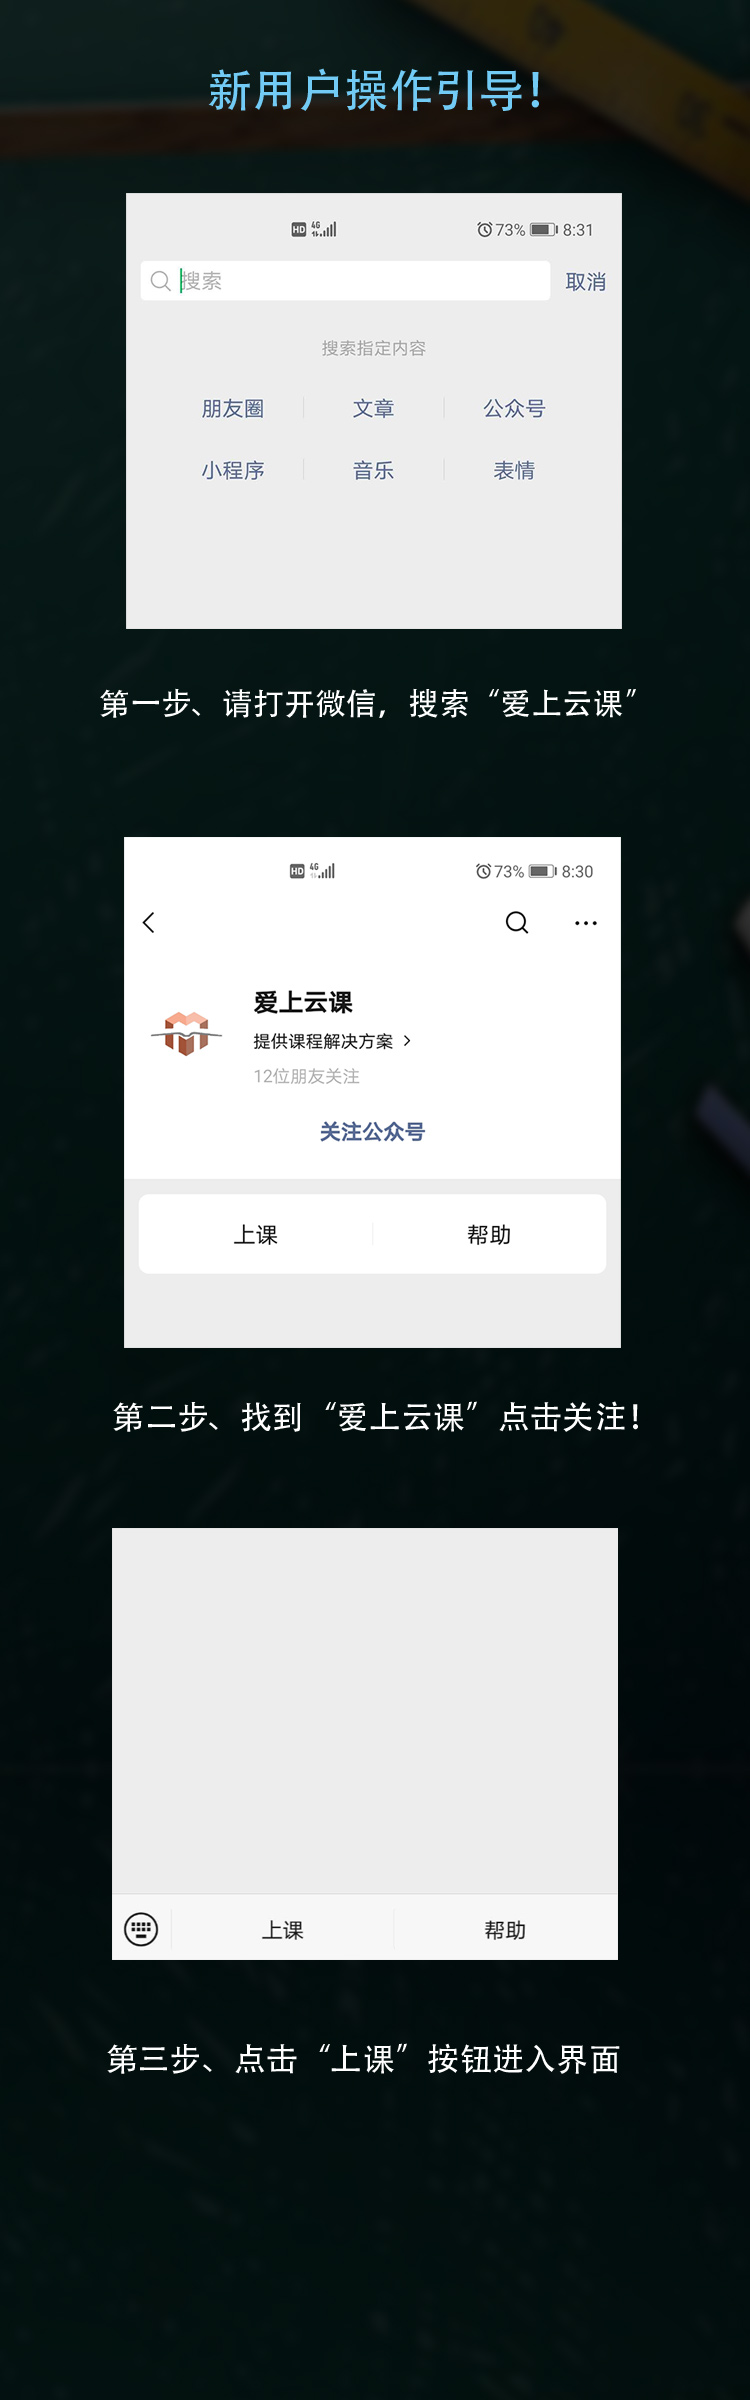 新用户操作引导！
HD 4G 73% 8:31
搜索 取消
搜索指定内容
朋友圈 文章 公众号
小程序 音乐 表情
第一步、请打开微信，搜索“爱上云课”
HD 4G 73% 8:30
爱上云课
提供课程解决方案
12位朋友关注
关注公众号
上课 帮助
第二步、找到“爱上云课”点击关注！
上课 帮助
第三步、点击“上课”按钮进入界面